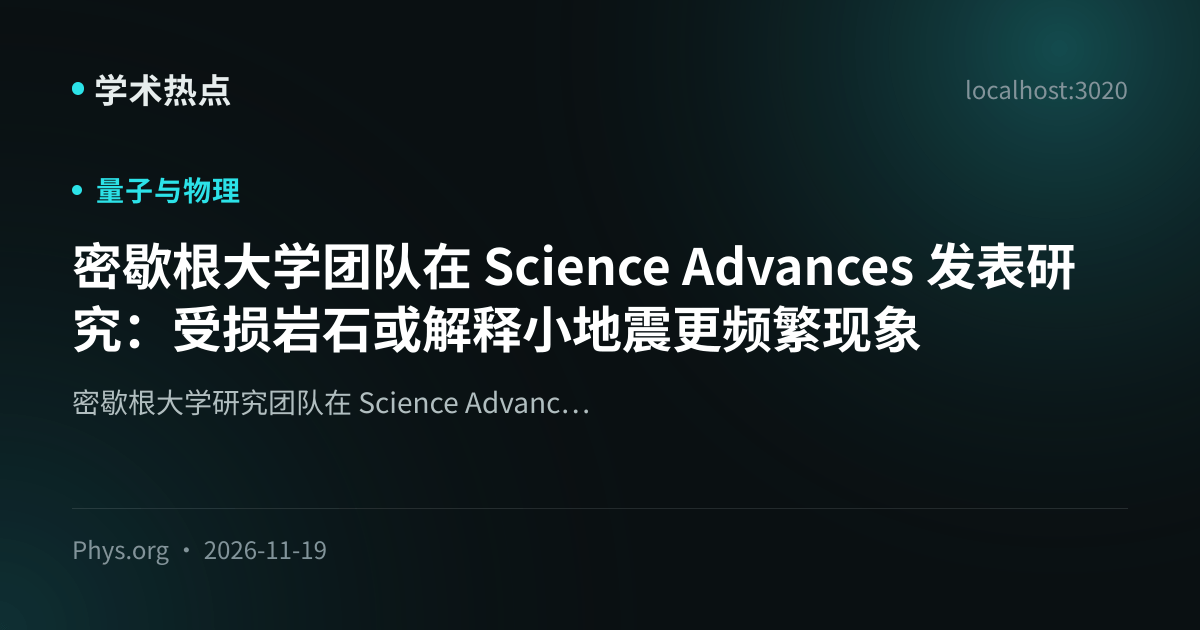 学术热点
localhost:3020
量子与物理
密歇根大学团队在 Science Advances 发表研
究：受损岩石或解释小地震更频繁现象
密歇根大学研究团队在 Science Advanc…
Phys.org · 2026-11-19